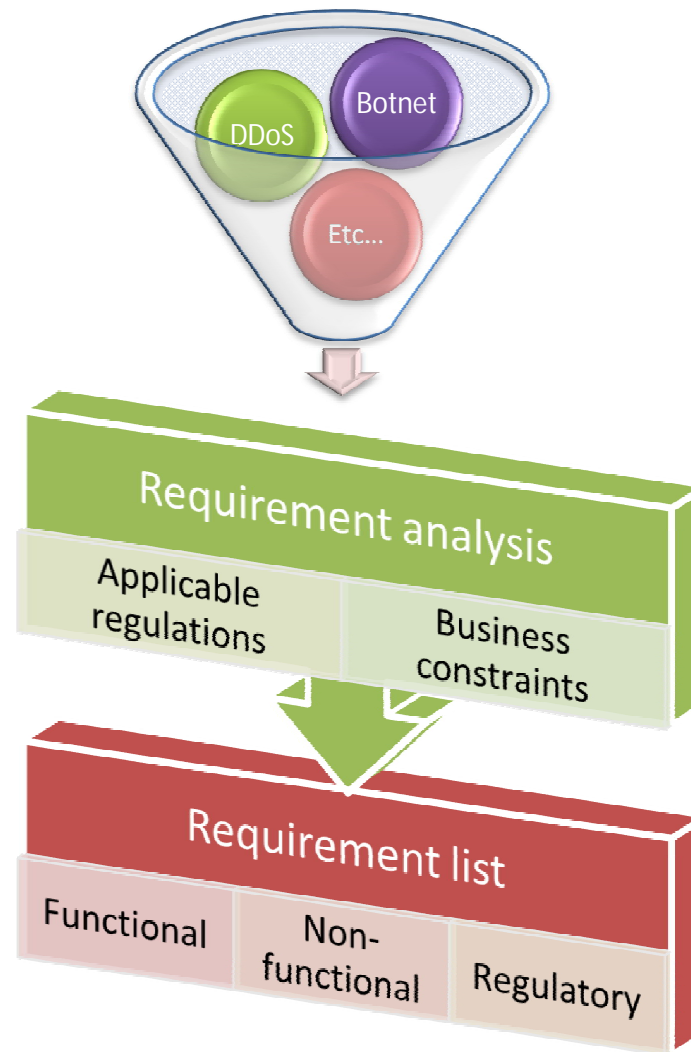 Botnet
DDoS
Etc...
Requirement analysis
Applicable
regulations
Business
constraints
Requirement list
Functional
Non-
functional
Regulatory